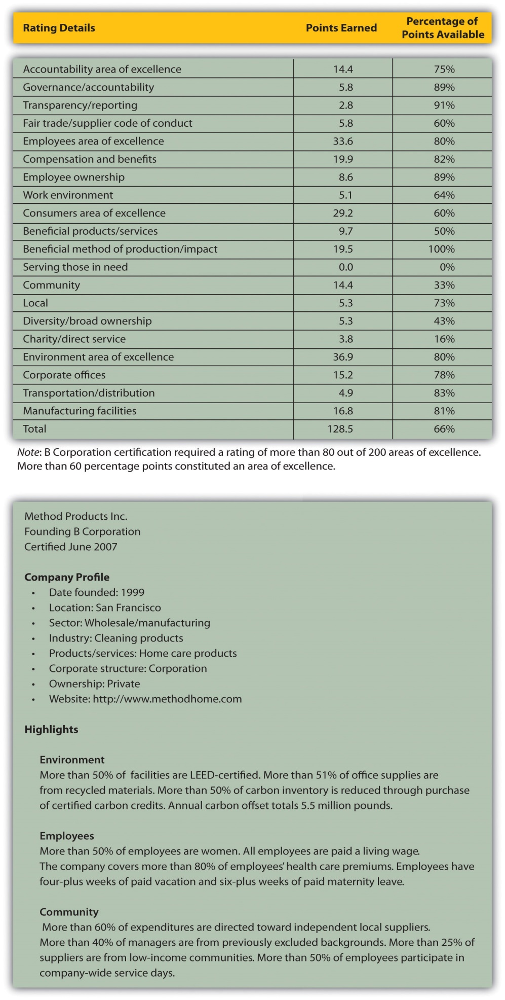 Rating Details Points Earned Percentage of Points Available
Accountability area of excellence 14.4 75%
Governance/accountability 5.8 89%
Transparency/reporting 2.8 91%
Fair trade/supplier code of conduct 5.8 60%
Employees area of excellence 33.6 80%
Compensation and benefits 19.9 82%
Employee ownership 8.6 89%
Work environment 5.1 64%
Consumers area of excellence 29.2 60%
Beneficial products/services 9.7 50%
Beneficial method of production/impact 19.5 100%
Serving those in need 0.0 0%
Community 14.4 33%
Local 5.3 73%
Diversity/broad ownership 5.3 43%
Charity/direct service 3.8 16%
Environment area of excellence 36.9 80%
Corporate offices 15.2 78%
Transportation/distribution 4.9 83%
Manufacturing facilities 16.8 81%
Total 128.5 66%
Note: B Corporation certification required a rating of more than 80 out of 200 areas of excellence.
More than 60 percentage points constituted an area of excellence.
Method Products Inc.
Founding B Corporation
Certified June 2007
Company Profile
• Date founded: 1999
• Location: San Francisco
• Sector: Wholesale/manufacturing
• Industry: Cleaning products
• Products/services: Home care products
• Corporate structure: Corporation
• Ownership: Private
• Website: http://www.methodhome.com
Highlights
Environment
More than 50% of facilities are LEED-certified. More than 51% of office supplies are
from recycled materials. More than 50% of carbon inventory is reduced through purchase
of certified carbon credits. Annual carbon offset totals 5.5 million pounds.
Employees
More than 50% of employees are women. All employees are paid a living wage.
The company covers more than 80% of employees' health care premiums. Employees have
four-plus weeks of paid vacation and six-plus weeks of paid maternity leave.
Community
More than 60% of expenditures are directed toward independent local suppliers.
More than 40% of managers are from previously excluded backgrounds. More than 25% of
suppliers are from low-income communities. More than 50% of employees participate in
company-wide service days.